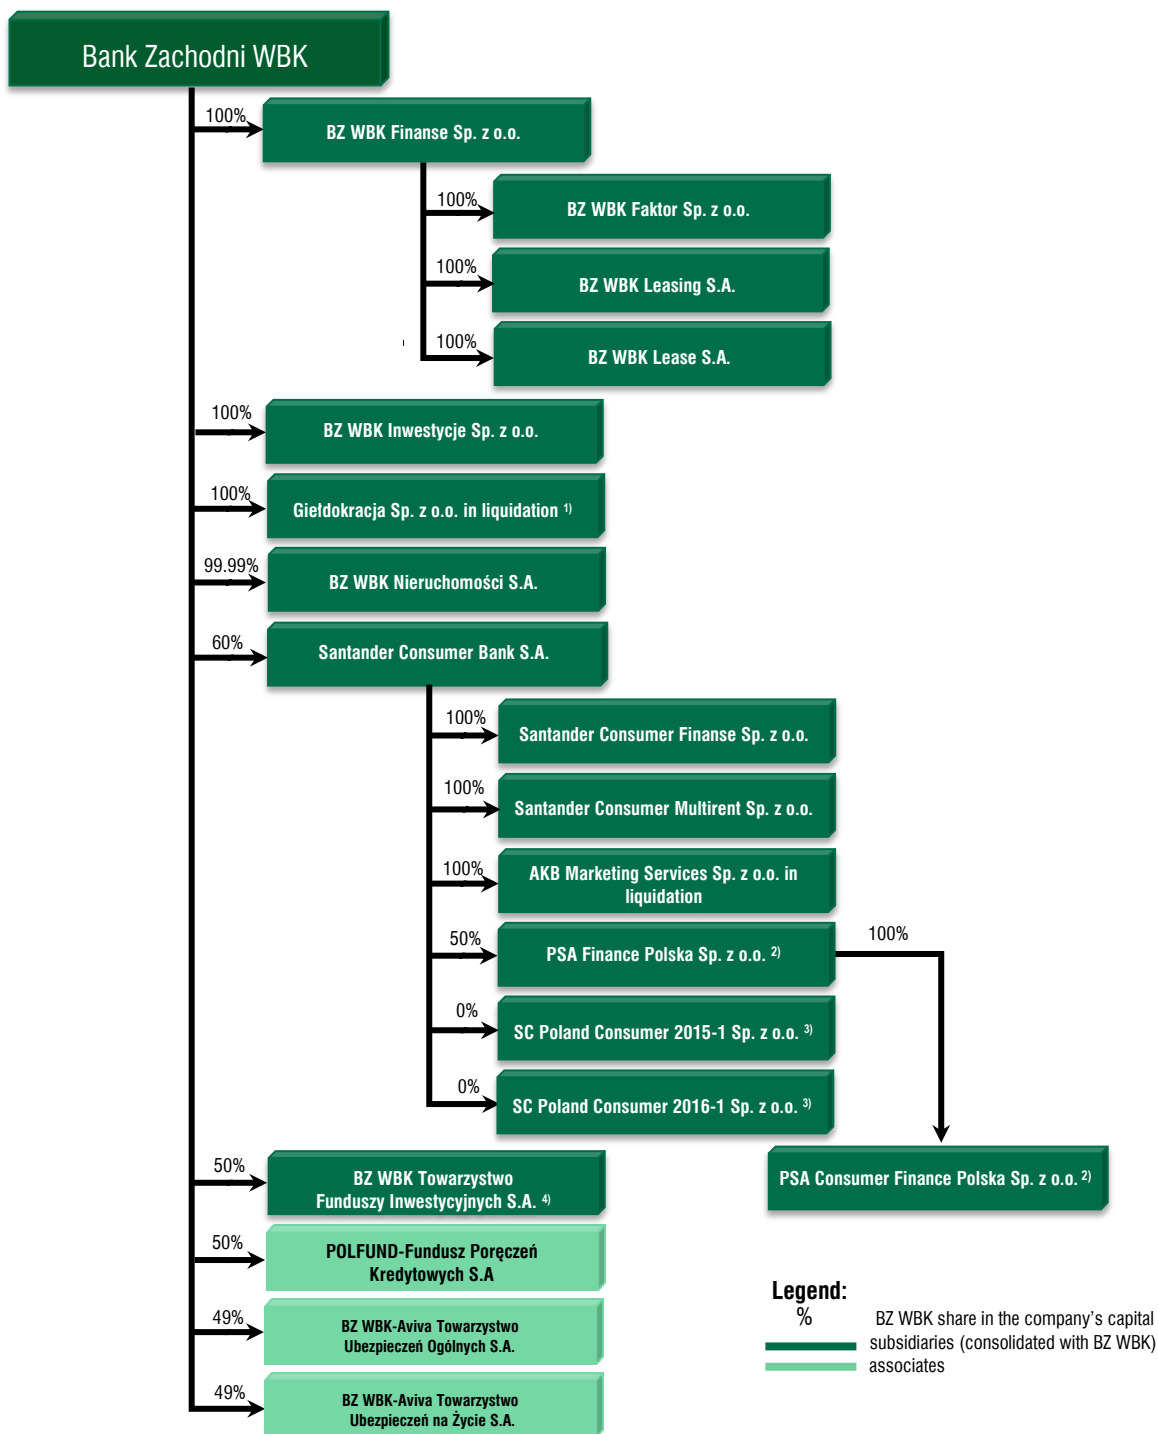 Bank Zachodni WBK
100%
BZ WBK Finanse Sp. z o.o.
100%
BZ WBK Faktor Sp. z o.o.
100%
BZ WBK Leasing S.A.
100%
BZ WBK Lease S.A.
100%
BZ WBK Inwestycje Sp. z o.o.
100%
Giełdokracja Sp. z o.o. in liquidation 1)
99.99%
BZ WBK Nieruchomości S.A.
60%
Santander Consumer Bank S.A.
100%
Santander Consumer Finanse Sp. z o.o.
100%
Santander Consumer Multirent Sp. z o.o.
100%
AKB Marketing Services Sp. z o.o. in
liquidation
50%
PSA Finance Polska Sp. z o.o. 2)
100%
0%
SC Poland Consumer 2015-1 Sp. z o.o. 3)
0%
SC Poland Consumer 2016-1 Sp. z o.o. 3)
PSA Consumer Finance Polska Sp. z o.o. 2)
50%
BZ WBK Towarzystwo
Funduszy Inwestycyjnych S.A. 4)
50%
POLFUND-Fundusz Poręczeń
Kredytowych S.A
49%
BZ WBK-Aviva Towarzystwo
Ubezpieczeń Ogólnych S.A.
49%
BZ WBK-Aviva Towarzystwo
Ubezpieczeń na Życie S.A.
Legend:
% BZ WBK share in the company's capital
subsidiaries (consolidated with BZ WBK)
associates